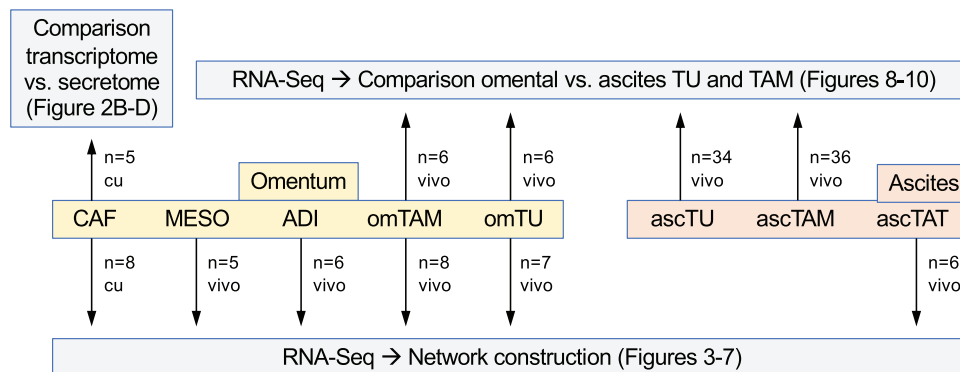 Comparison
transcriptome
vs. secretome
(Figure 2B-D)
RNA-Seq → Comparison omental vs. ascites TU and TAM (Figures 8-10)
n=5
cu
n=6
vivo
n=6
vivo
n=34
vivo
n=36
vivo
Omentum
Ascites
CAF MESO ADI omTAM omTU
ascTU ascTAM ascTAT
n=8
cu
n=5
vivo
n=6
vivo
n=8
vivo
n=7
vivo
n=6
vivo
RNA-Seq → Network construction (Figures 3-7)